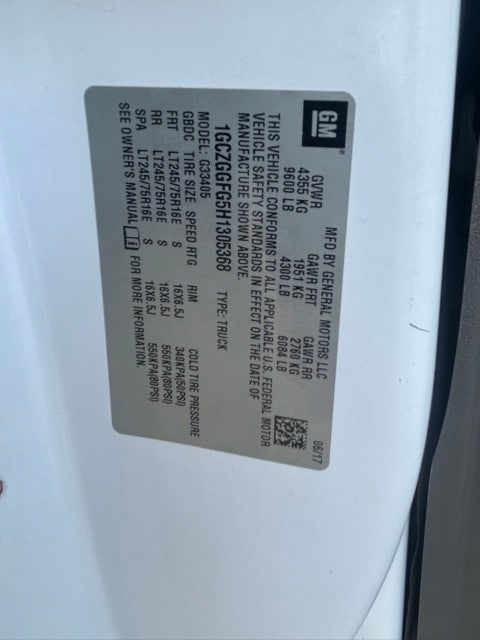 GM
MFD BY GENERAL MOTORS LLC 06/17
GVWR GAWR FRT GAWR RR
4355 KG 1951 KG 2760 KG
9600 LB 4300 LB 6084 LB
THIS VEHICLE CONFORMS TO ALL APPLICABLE U.S. FEDERAL MOTOR
VEHICLE SAFETY STANDARDS IN EFFECT ON THE DATE OF
MANUFACTURE SHOWN ABOVE.
1GCZGGFG5H1305368 TYPE: TRUCK
MODEL: G33405
GBDC TIRE SIZE SPEED RTG RIM COLD TIRE PRESSURE
FRT LT245/75R16E S 16X6.5J 340KPA(50PSI)
RR LT245/75R16E S 16X6.5J 550KPA(80PSI)
SPA LT245/75R16E S 16X6.5J 550KPA(80PSI)
SEE OWNER'S MANUAL FOR MORE INFORMATION.